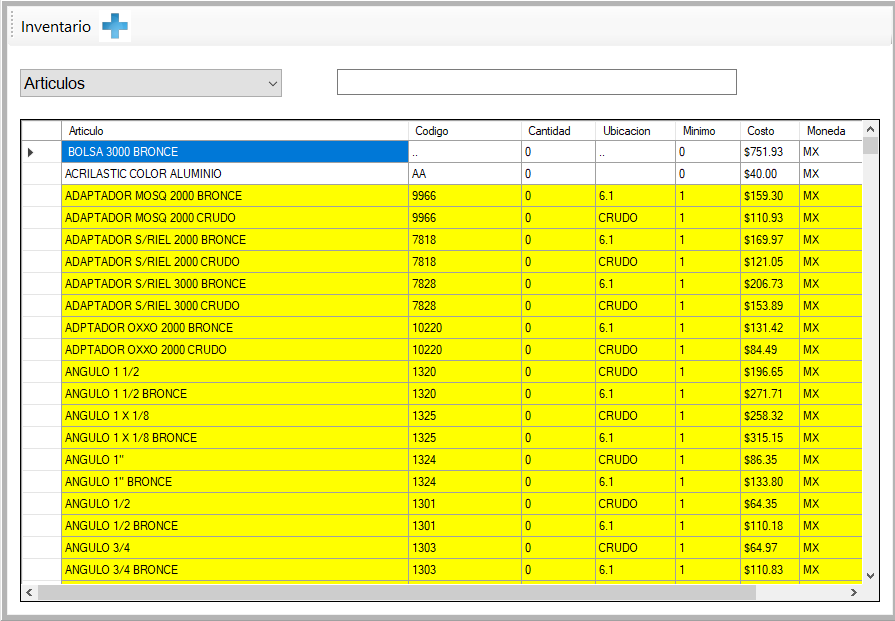 Inventario
Articulos
Articulo Codigo Cantidad Ubicacion Minimo Costo Moneda
BOLSA 3000 BRONCE .. 0 .. 0 $751.93 MX
ACRILASTIC COLOR ALUMINIO AA 0 0 $40.00 MX
ADAPTADOR MOSQ 2000 BRONCE 9966 0 6.1 1 $159.30 MX
ADAPTADOR MOSQ 2000 CRUDO 9966 0 CRUDO 1 $110.93 MX
ADAPTADOR S/RIEL 2000 BRONCE 7818 0 6.1 1 $169.97 MX
ADAPTADOR S/RIEL 2000 CRUDO 7818 0 CRUDO 1 $121.05 MX
ADAPTADOR S/RIEL 3000 BRONCE 7828 0 6.1 1 $206.73 MX
ADAPTADOR S/RIEL 3000 CRUDO 7828 0 CRUDO 1 $153.89 MX
ADPTADOR OXXO 2000 BRONCE 10220 0 6.1 1 $131.42 MX
ADPTADOR OXXO 2000 CRUDO 10220 0 CRUDO 1 $84.49 MX
ANGULO 1 1/2 1320 0 CRUDO 1 $196.65 MX
ANGULO 1 1/2 BRONCE 1320 0 6.1 1 $271.71 MX
ANGULO 1 X 1/8 1325 0 CRUDO 1 $258.32 MX
ANGULO 1 X 1/8 BRONCE 1325 0 6.1 1 $315.15 MX
ANGULO 1" 1324 0 CRUDO 1 $86.35 MX
ANGULO 1" BRONCE 1324 0 6.1 1 $133.80 MX
ANGULO 1/2 1301 0 CRUDO 1 $64.35 MX
ANGULO 1/2 BRONCE 1301 0 6.1 1 $110.18 MX
ANGULO 3/4 1303 0 CRUDO 1 $64.97 MX
ANGULO 3/4 BRONCE 1303 0 6.1 1 $110.83 MX